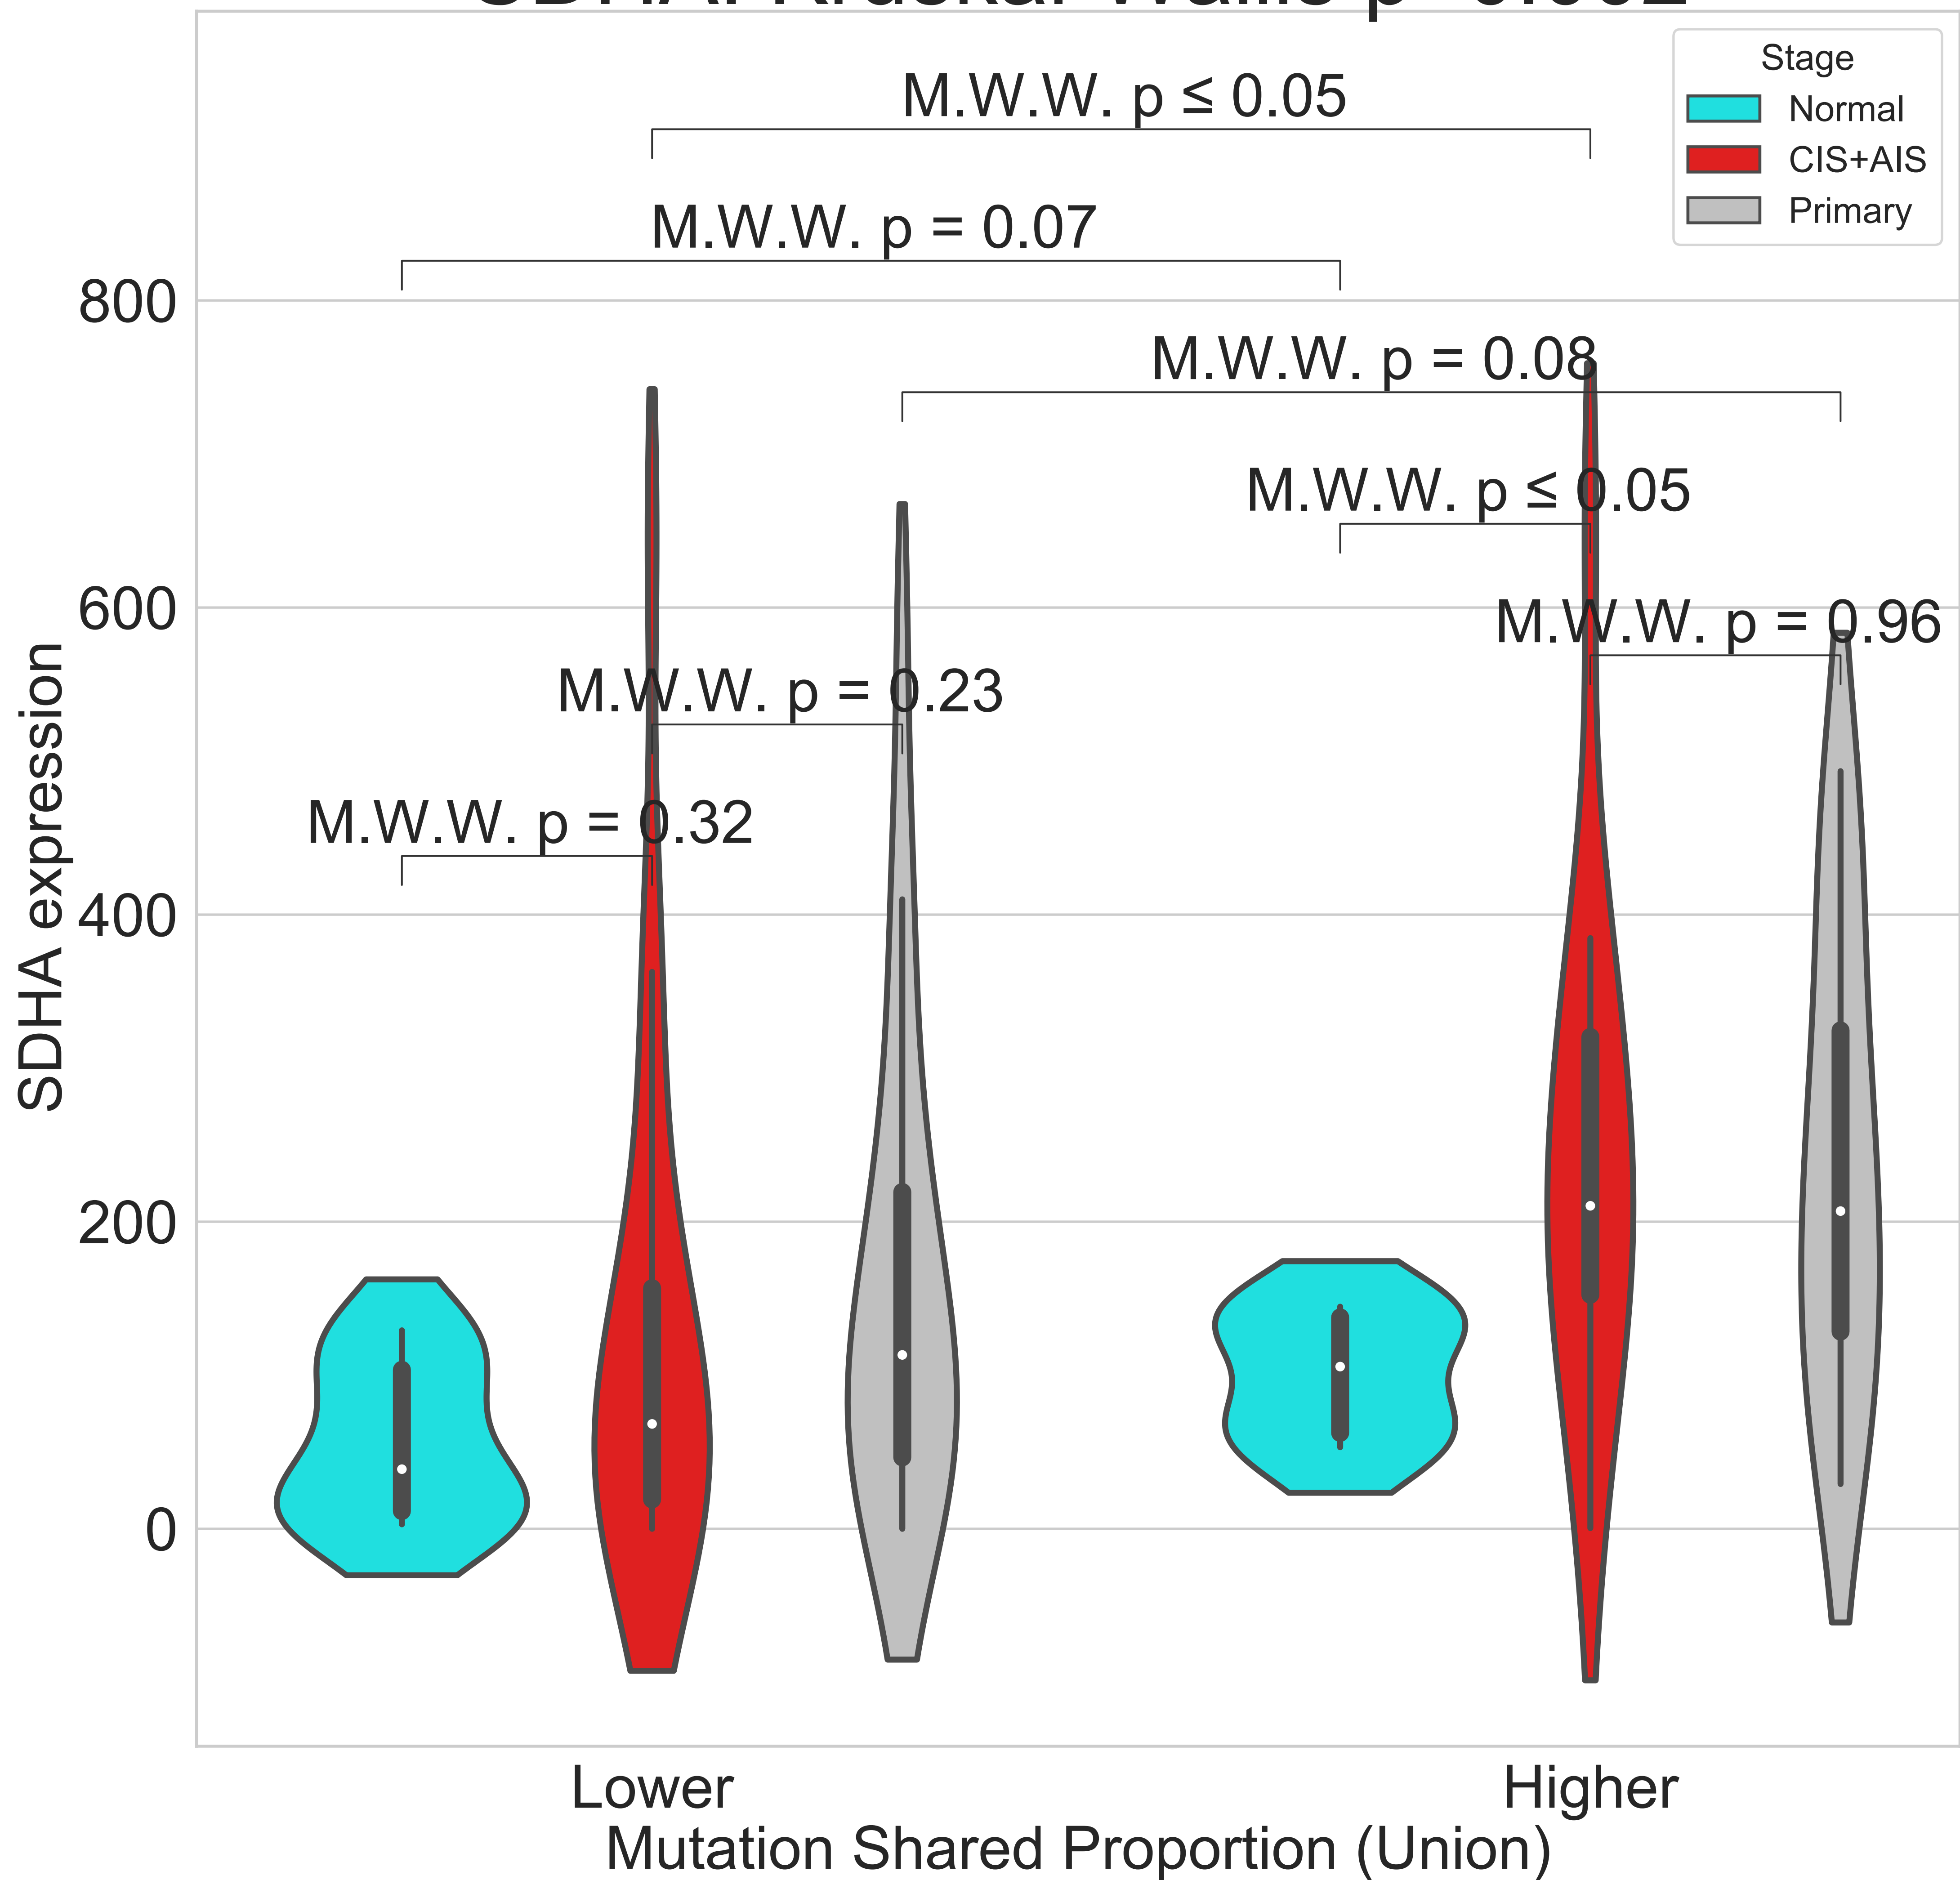 Stage
Normal
CIS+AIS
Primary
M.W.W. p ≤ 0.05
M.W.W. p = 0.07
M.W.W. p = 0.08
M.W.W. p ≤ 0.05
M.W.W. p = 0.96
M.W.W. p = 0.23
M.W.W. p = 0.32
800
600
400
200
0
SDHA expression
Lower
Higher
Mutation Shared Proportion (Union)